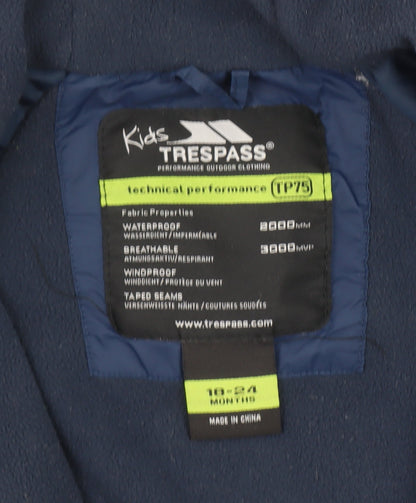 Kids
TRESPASS®
PERFORMANCE OUTDOOR CLOTHING
technical performance TP75
Fabric Properties
WATERPROOF 2000MM
WASSERDICHT/IMPERMÉABLE
BREATHABLE 3000MVP
ATMUNGSAKTIV/RESPIRANT
WINDPROOF
WINDDICHT/PROTÈGE DU VENT
TAPED SEAMS
VERSCHWEISSTE NÄHTE/COUTURES SOUDÉES
www.trespass.com
18-24
MONTHS
MADE IN CHINA